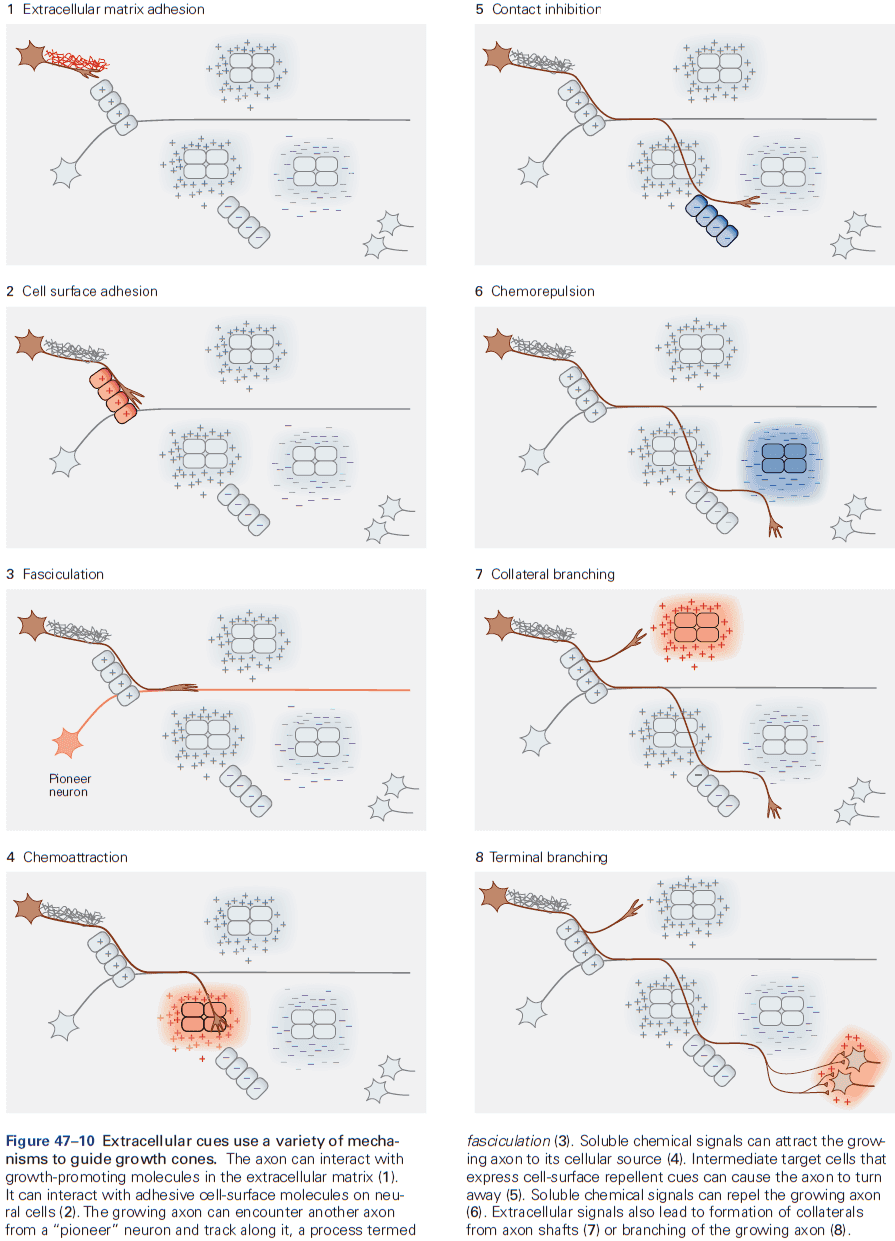 1 Extracellular matrix adhesion
2 Cell surface adhesion
3 Fasciculation
Pioneer
neuron
4 Chemoattraction
5 Contact inhibition
6 Chemorepulsion
7 Collateral branching
8 Terminal branching
Figure 47–10 Extracellular cues use a variety of mecha-
nisms to guide growth cones. The axon can interact with
growth-promoting molecules in the extracellular matrix (1).
It can interact with adhesive cell-surface molecules on neu-
ral cells (2). The growing axon can encounter another axon
from a “pioneer” neuron and track along it, a process termed
fasciculation (3). Soluble chemical signals can attract the grow-
ing axon to its cellular source (4). Intermediate target cells that
express cell-surface repellent cues can cause the axon to turn
away (5). Soluble chemical signals can repel the growing axon
(6). Extracellular signals also lead to formation of collaterals
from axon shafts (7) or branching of the growing axon (8).